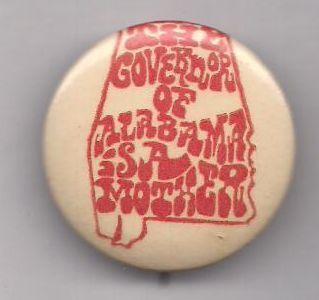 THE
GOVERNOR
OF
ALABAMA
iS A
MOTHER